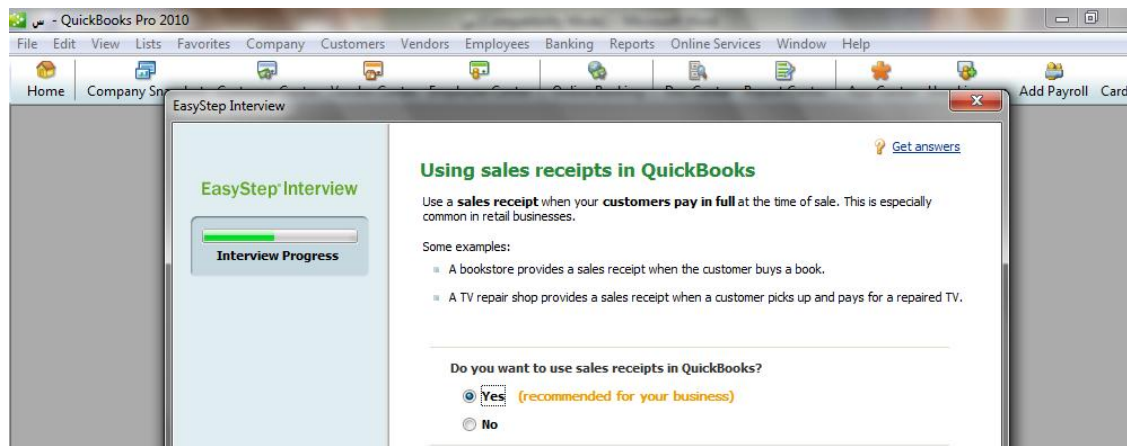 س - QuickBooks Pro 2010
File Edit View Lists Favorites Company Customers Vendors Employees Banking Reports Online Services Window Help
Home Company Add Payroll Card
EasyStep Interview
Get answers
Using sales receipts in QuickBooks
EasyStep Interview
Use a sales receipt when your customers pay in full at the time of sale. This is especially
common in retail businesses.
Interview Progress
Some examples:
A bookstore provides a sales receipt when the customer buys a book.
A TV repair shop provides a sales receipt when a customer picks up and pays for a repaired TV.
Do you want to use sales receipts in QuickBooks?
Yes (recommended for your business)
No